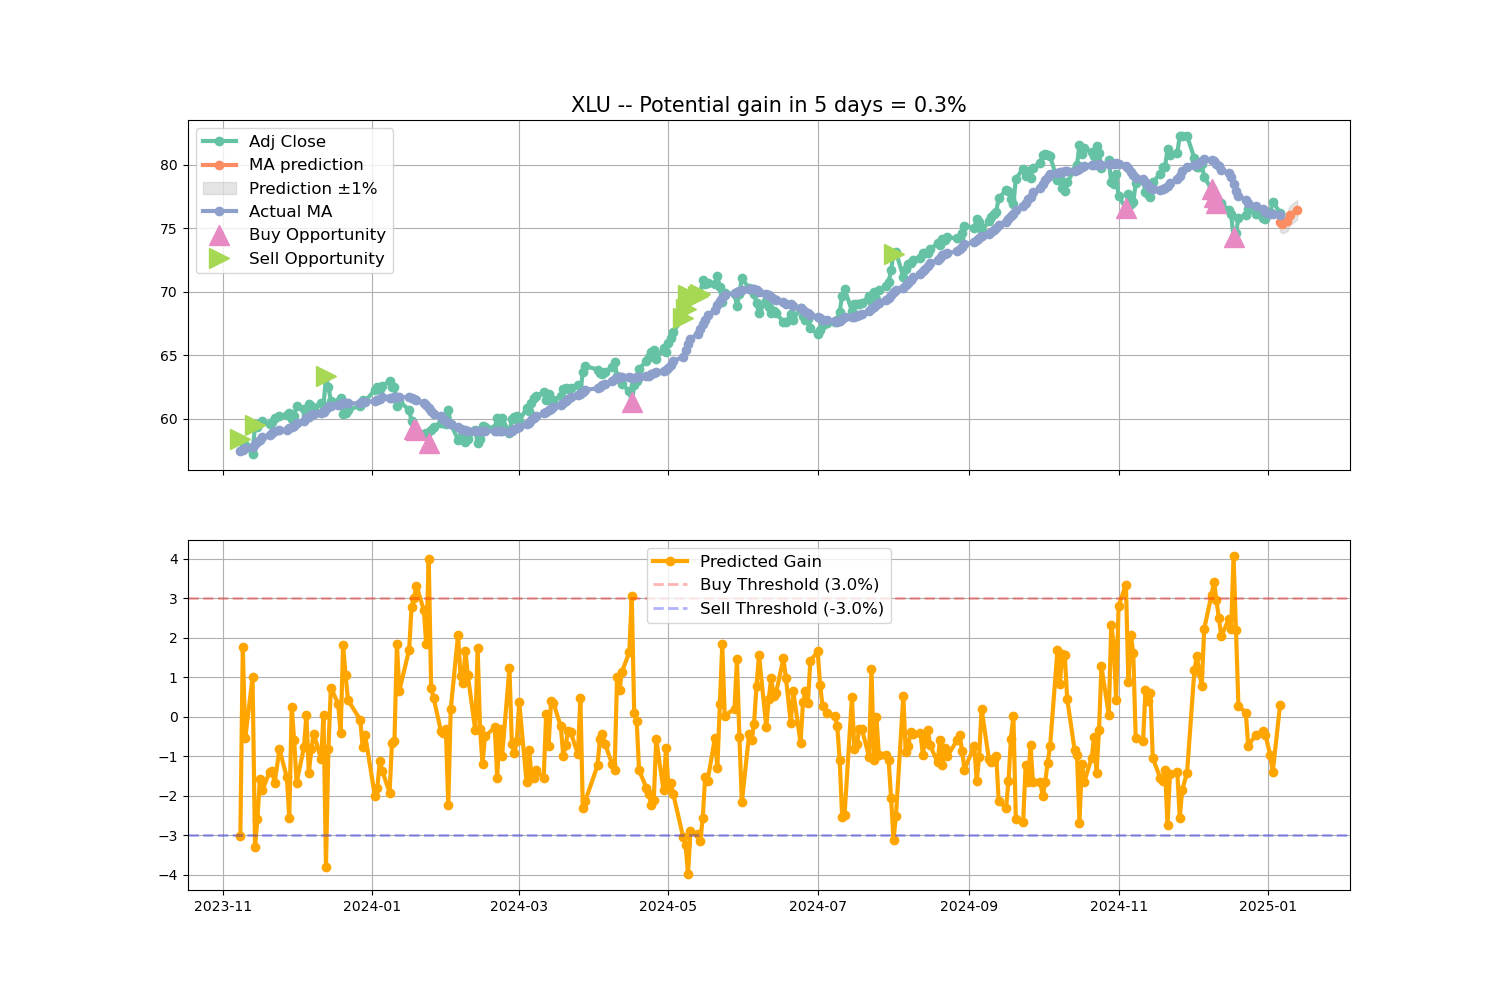 XLU -- Potential gain in 5 days = 0.3%
Adj Close
MA prediction
Prediction ±1%
Actual MA
Buy Opportunity
Sell Opportunity
80
75
70
65
60
Predicted Gain
Buy Threshold (3.0%)
Sell Threshold (-3.0%)
4
3
2
1
0
−1
−2
−3
−4
2023-11 2024-01 2024-03 2024-05 2024-07 2024-09 2024-11 2025-01